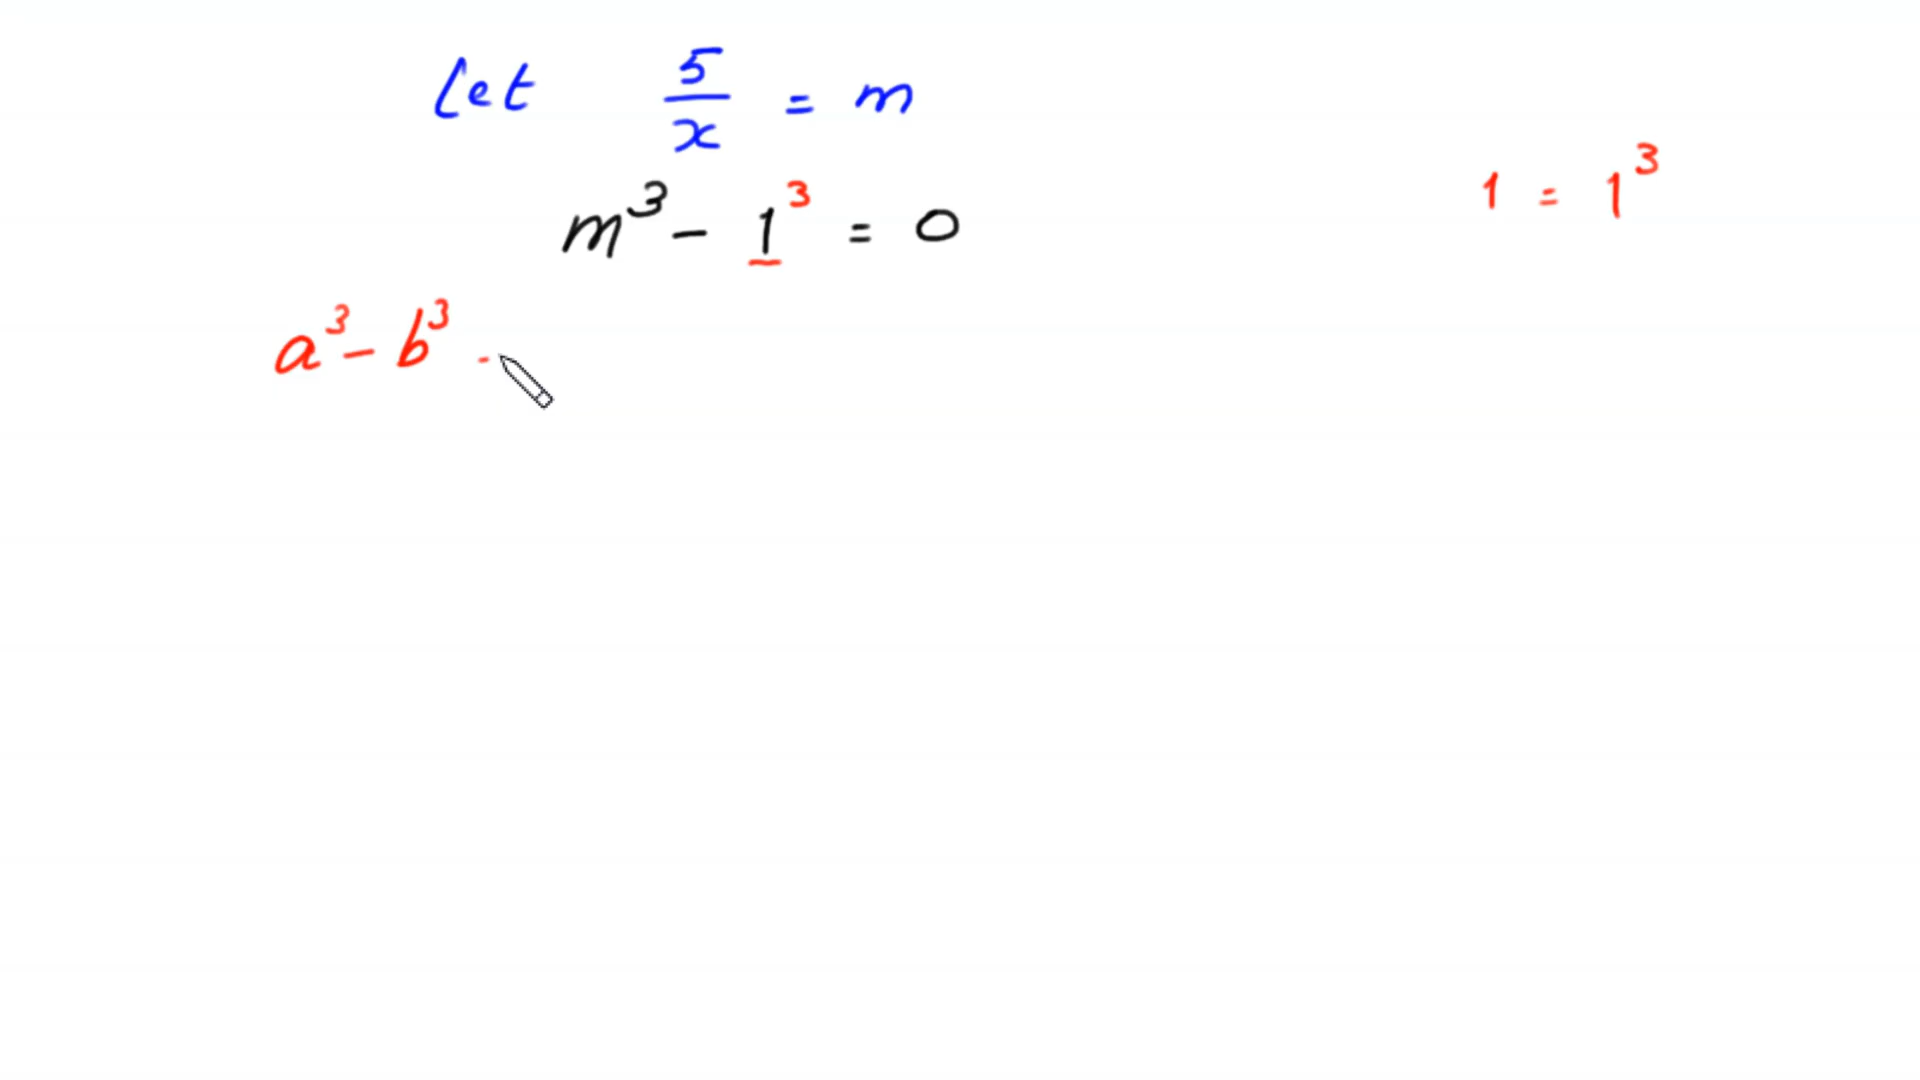 Let 5/x = m
1 = 1³
m³ - 1³ = 0
a³ - b³ -